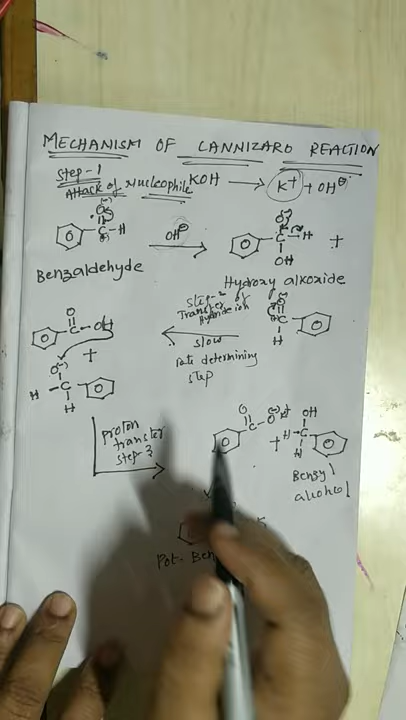 MECHANISM OF CANNIZARO REACTION
Step-1
Attack of Nucleophile KOH → K+ + OH⊖
OH⊖
Benzaldehyde
Hydroxy alkoxide
Step-2
Transfer of
Hydride ion
slow
rate determining
step
Proton
transfer
step-3
Benzyl
alcohol
Pot-